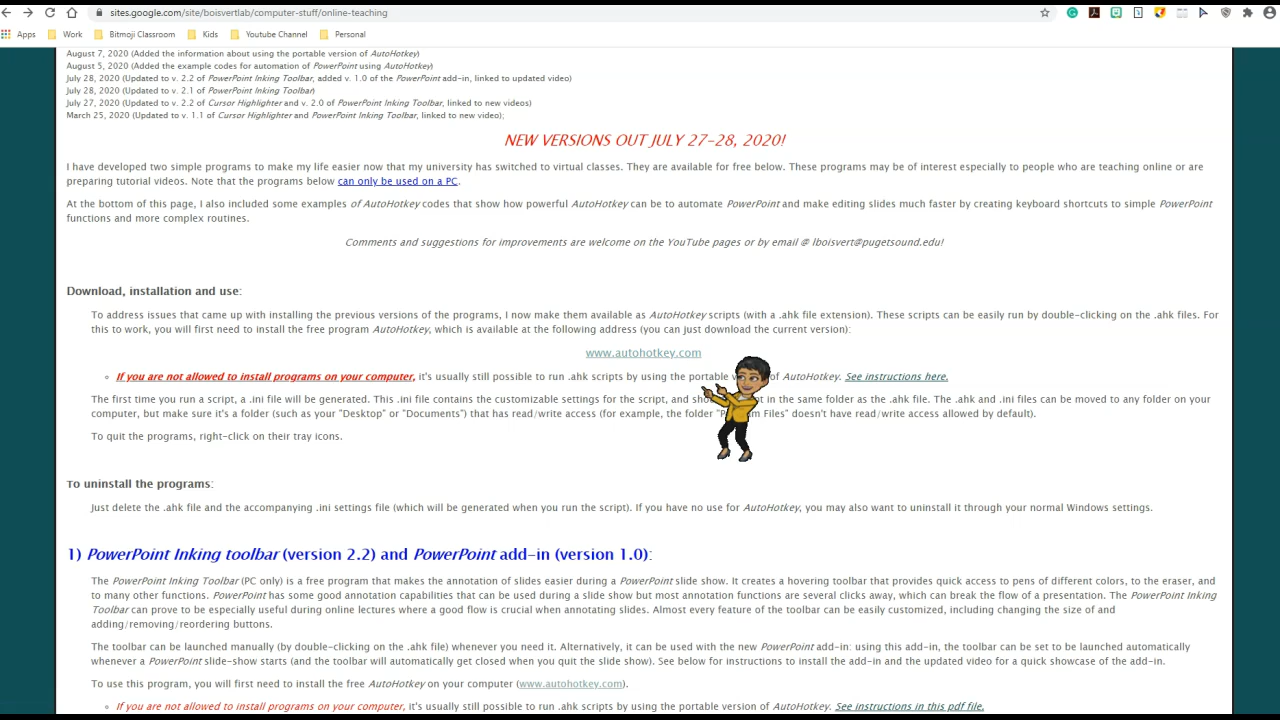 sites.google.com/site/boisvertlab/computer-stuff/online-teaching
Apps Work Bitmoji Classroom Kids Youtube Channel Personal
August 7, 2020 (Added the information about using the portable version of AutoHotkey)
August 5, 2020 (Added the example codes for automation of PowerPoint using AutoHotkey)
July 28, 2020 (Updated to v. 2.2 of PowerPoint Inking Toolbar, added v. 1.0 of the PowerPoint add-in, linked to updated video)
July 28, 2020 (Updated to v. 2.1 of PowerPoint Inking Toolbar)
July 27, 2020 (Updated to v. 2.2 of Cursor Highlighter and v. 2.0 of PowerPoint Inking Toolbar, linked to new videos)
March 25, 2020 (Updated to v. 1.1 of Cursor Highlighter and PowerPoint Inking Toolbar, linked to new video);
NEW VERSIONS OUT JULY 27-28, 2020!
I have developed two simple programs to make my life easier now that my university has switched to virtual classes. They are available for free below. These programs may be of interest especially to people who are teaching online or are
preparing tutorial videos. Note that the programs below can only be used on a PC.
At the bottom of this page, I also included some examples of AutoHotkey codes that show how powerful AutoHotkey can be to automate PowerPoint and make editing slides much faster by creating keyboard shortcuts to simple PowerPoint
functions and more complex routines.
Comments and suggestions for improvements are welcome on the YouTube pages or by email @ lboisvert@pugetsound.edu!
Download, installation and use:
To address issues that came up with installing the previous versions of the programs, I now make them available as AutoHotkey scripts (with a .ahk file extension). These scripts can be easily run by double-clicking on the .ahk files. For
this to work, you will first need to install the free program AutoHotkey, which is available at the following address (you can just download the current version):
www.autohotkey.com
If you are not allowed to install programs on your computer, it's usually still possible to run .ahk scripts by using the portable of AutoHotkey. See instructions here.
The first time you run a script, a .ini file will be generated. This .ini file contains the customizable settings for the script, and in the same folder as the .ahk file. The .ahk and .ini files can be moved to any folder on your
computer, but make sure it's a folder (such as your "Desktop" or "Documents") that has read/write access (for example, the folder Files" doesn't have read/write access allowed by default).
To quit the programs, right-click on their tray icons.
To uninstall the programs:
Just delete the .ahk file and the accompanying .ini settings file (which will be generated when you run the script). If you have no use for AutoHotkey, you may also want to uninstall it through your normal Windows settings.
1) PowerPoint Inking toolbar (version 2.2) and PowerPoint add-in (version 1.0):
The PowerPoint Inking Toolbar (PC only) is a free program that makes the annotation of slides easier during a PowerPoint slide show. It creates a hovering toolbar that provides quick access to pens of different colors, to the eraser, and
to many other functions. PowerPoint has some good annotation capabilities that can be used during a slide show but most annotation functions are several clicks away, which can break the flow of a presentation. The PowerPoint Inking
Toolbar can prove to be especially useful during online lectures where a good flow is crucial when annotating slides. Almost every feature of the toolbar can be easily customized, including changing the size of and
adding/removing/reordering buttons.
The toolbar can be launched manually (by double-clicking on the .ahk file) whenever you need it. Alternatively, it can be used with the new PowerPoint add-in: using this add-in, the toolbar can be set to be launched automatically
whenever a PowerPoint slide-show starts (and the toolbar will automatically get closed when you quit the slide show). See below for instructions to install the add-in and the updated video for a quick showcase of the add-in.
To use this program, you will first need to install the free AutoHotkey on your computer (www.autohotkey.com).
If you are not allowed to install programs on your computer, it's usually still possible to run .ahk scripts by using the portable version of AutoHotkey. See instructions in this pdf file.